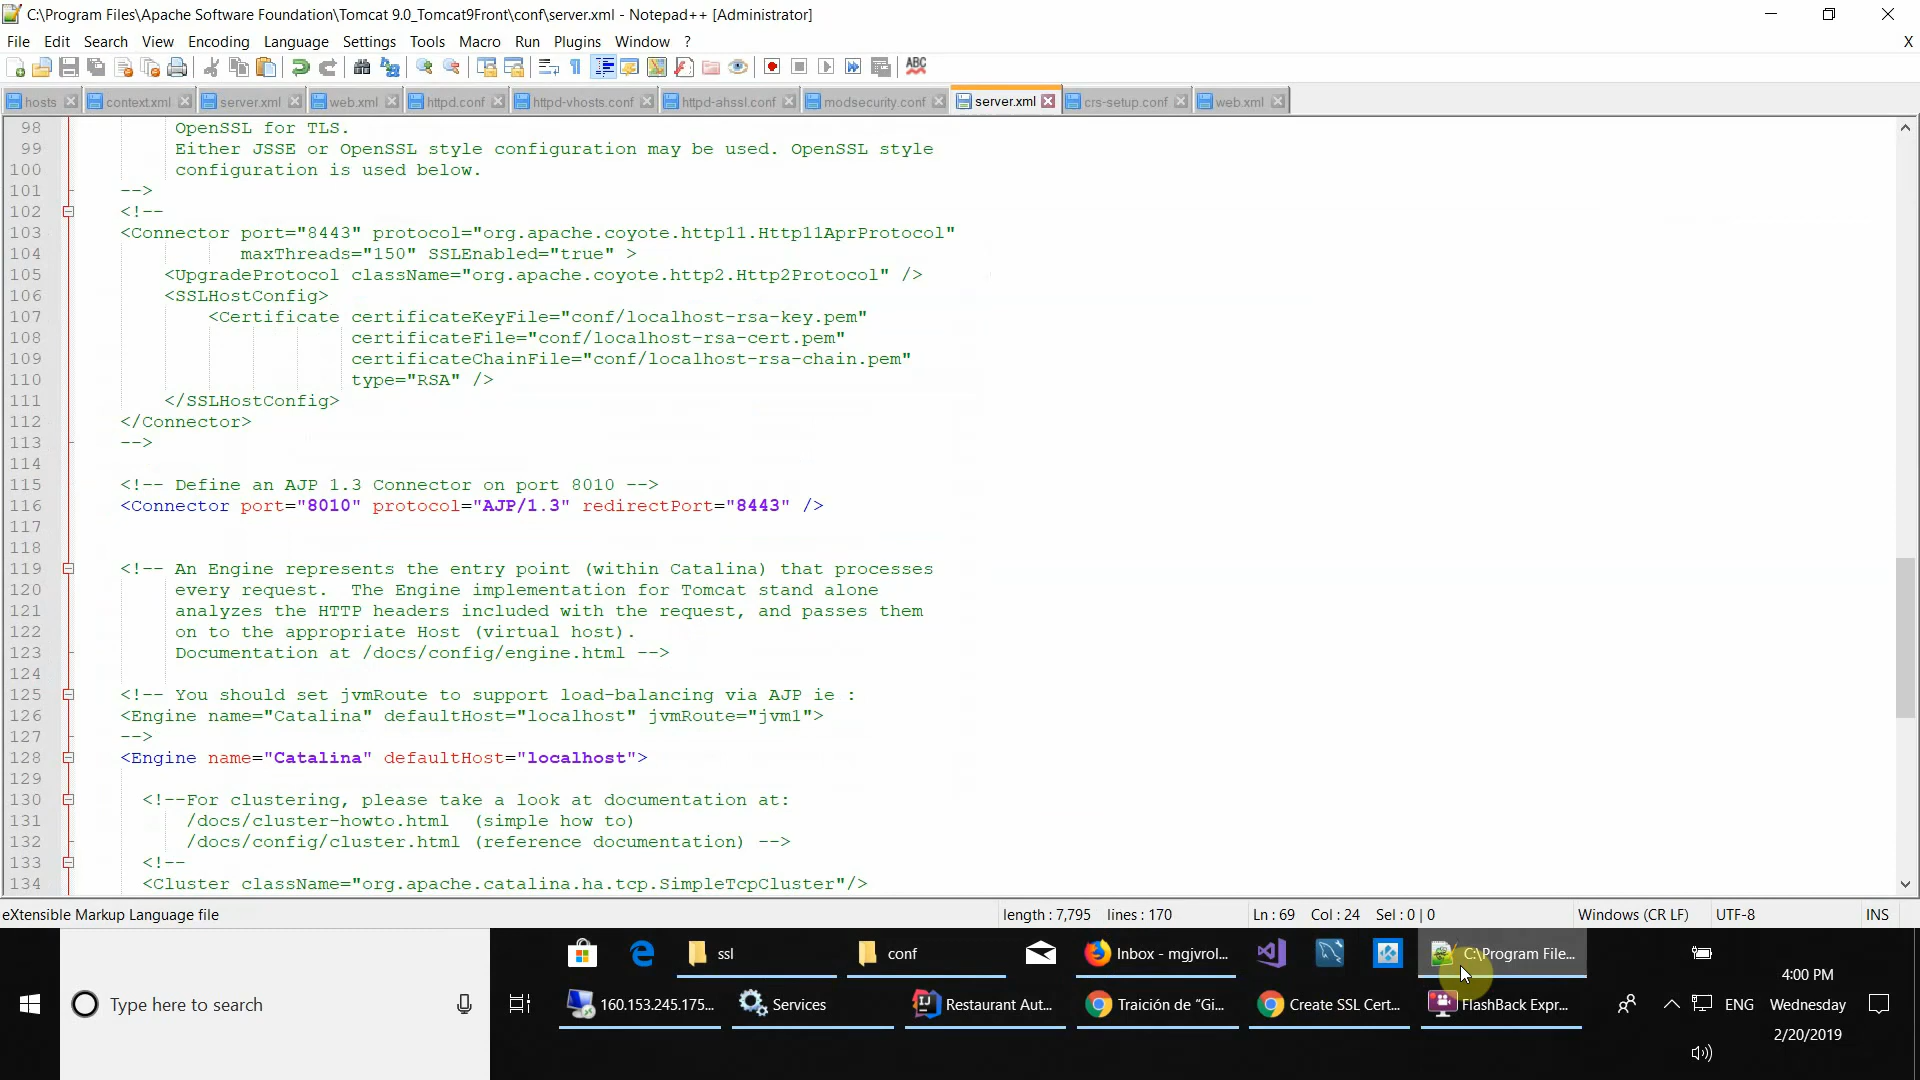 C:\Program Files\Apache Software Foundation\Tomcat 9.0_Tomcat9Front\conf\server.xml - Notepad++ [Administrator]
File Edit Search View Encoding Language Settings Tools Macro Run Plugins Window ? X
ABC
hosts context.xml server.xml web.xml httpd.conf httpd-vhosts.conf httpd-ahssl.conf modsecurity.conf server.xml crs-setup.conf web.xml
98 OpenSSL for TLS.
99 Either JSSE or OpenSSL style configuration may be used. OpenSSL style
100 configuration is used below.
101 -->
102 <!--
103 <Connector port="8443" protocol="org.apache.coyote.http11.Http11AprProtocol"
104 maxThreads="150" SSLEnabled="true" >
105 <UpgradeProtocol className="org.apache.coyote.http2.Http2Protocol" />
106 <SSLHostConfig>
107 <Certificate certificateKeyFile="conf/localhost-rsa-key.pem"
108 certificateFile="conf/localhost-rsa-cert.pem"
109 certificateChainFile="conf/localhost-rsa-chain.pem"
110 type="RSA" />
111 </SSLHostConfig>
112 </Connector>
113 -->
114
115 <!-- Define an AJP 1.3 Connector on port 8010 -->
116 <Connector port="8010" protocol="AJP/1.3" redirectPort="8443" />
117
118
119 <!-- An Engine represents the entry point (within Catalina) that processes
120 every request. The Engine implementation for Tomcat stand alone
121 analyzes the HTTP headers included with the request, and passes them
122 on to the appropriate Host (virtual host).
123 Documentation at /docs/config/engine.html -->
124
125 <!-- You should set jvmRoute to support load-balancing via AJP ie :
126 <Engine name="Catalina" defaultHost="localhost" jvmRoute="jvm1">
127 -->
128 <Engine name="Catalina" defaultHost="localhost">
129
130 <!--For clustering, please take a look at documentation at:
131 /docs/cluster-howto.html (simple how to)
132 /docs/config/cluster.html (reference documentation) -->
133 <!--
134 <Cluster className="org.apache.catalina.ha.tcp.SimpleTcpCluster"/>
eXtensible Markup Language file length : 7,795 lines : 170 Ln : 69 Col : 24 Sel : 0 | 0 Windows (CR LF) UTF-8 INS
ssl conf Inbox - mgjvrol... C:\Program File...
4:00 PM
Type here to search 160.153.245.175... Services Restaurant Aut... Traición de “Gi... Create SSL Cert... FlashBack Expr... ENG Wednesday
2/20/2019